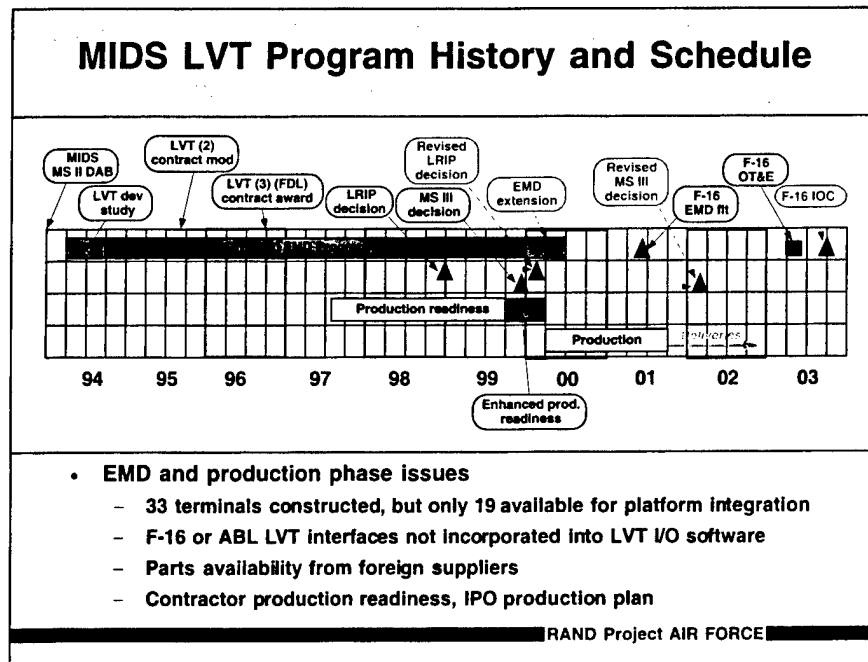 MIDS LVT Program History and Schedule
MIDS
MS II DAB
LVT dev
study
LVT (2)
contract mod
LVT (3) (FDL)
contract award
LRIP
decision
Revised
LRIP
decision
MS III
decision
EMD
extension
Revised
MS III
decision
F-16
EMD flt
F-16
OT&E
F-16 IOC
Production readiness
Production
Deliveries
94 95 96 97 98 99 00 01 02 03
Enhanced prod.
readiness
• EMD and production phase issues
– 33 terminals constructed, but only 19 available for platform integration
– F-16 or ABL LVT interfaces not incorporated into LVT I/O software
– Parts availability from foreign suppliers
– Contractor production readiness, IPO production plan
RAND Project AIR FORCE